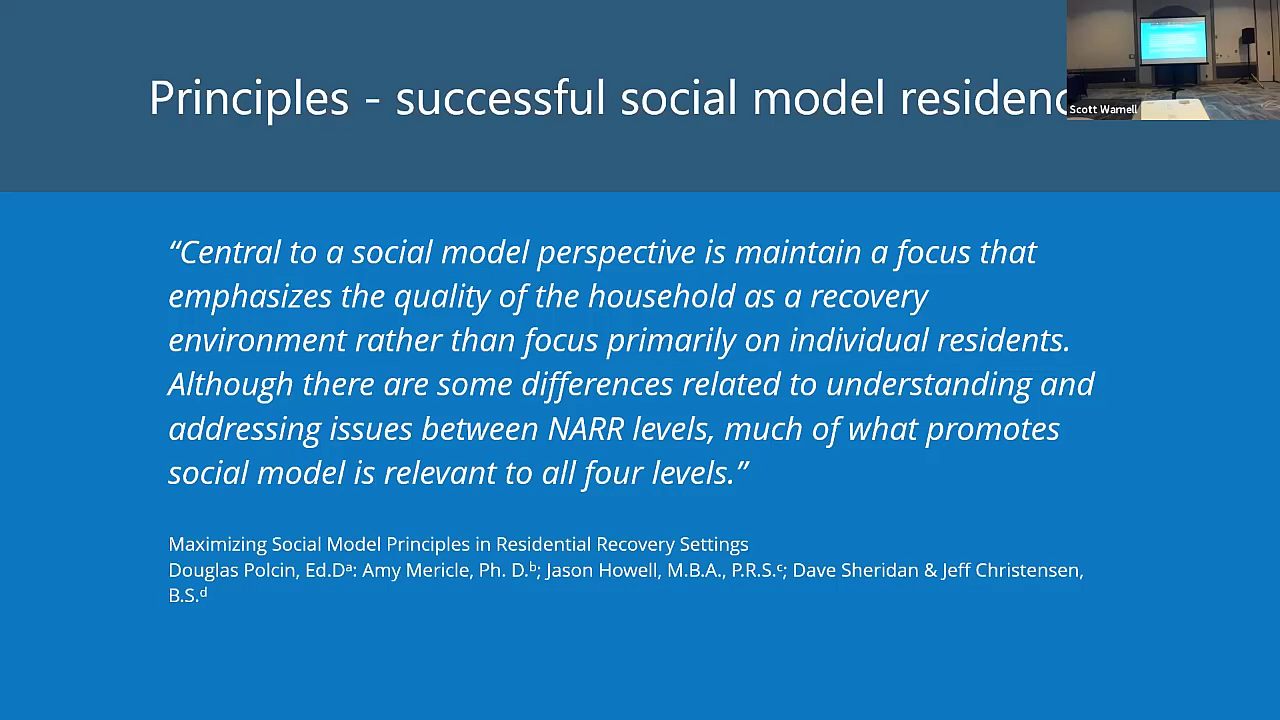 Principles - successful social model residenc
Scott Warnell
“Central to a social model perspective is maintain a focus that
emphasizes the quality of the household as a recovery
environment rather than focus primarily on individual residents.
Although there are some differences related to understanding and
addressing issues between NARR levels, much of what promotes
social model is relevant to all four levels.”
Maximizing Social Model Principles in Residential Recovery Settings
Douglas Polcin, Ed.Dᵃ: Amy Mericle, Ph. D.ᵇ; Jason Howell, M.B.A., P.R.S.ᶜ; Dave Sheridan & Jeff Christensen,
B.S.ᵈ